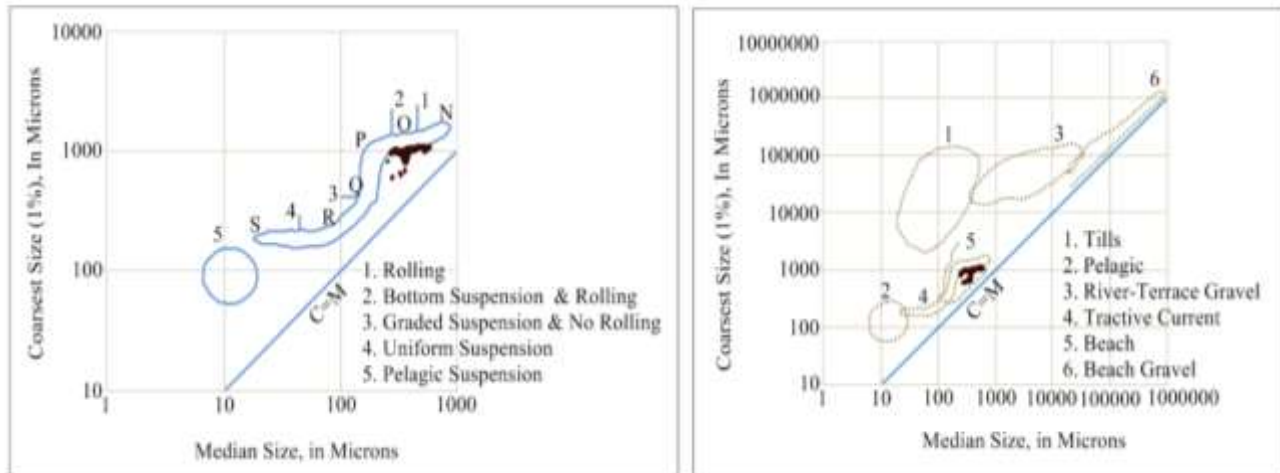 10000
1000
100
10
1
10
100
1000
Coarsest Size (1%), In Microns
Median Size, in Microns
2
1
N
O
P
Q
3
R
4
S
5
C=M
1. Rolling
2. Bottom Suspension & Rolling
3. Graded Suspension & No Rolling
4. Uniform Suspension
5. Pelagic Suspension
10000000
1000000
100000
10000
1000
100
10
1
10
100
1000
10000
100000
1000000
Coarsest Size (1%), In Microns
Median Size, in Microns
6
1
3
5
2
4
C=M
1. Tills
2. Pelagic
3. River-Terrace Gravel
4. Tractive Current
5. Beach
6. Beach Gravel